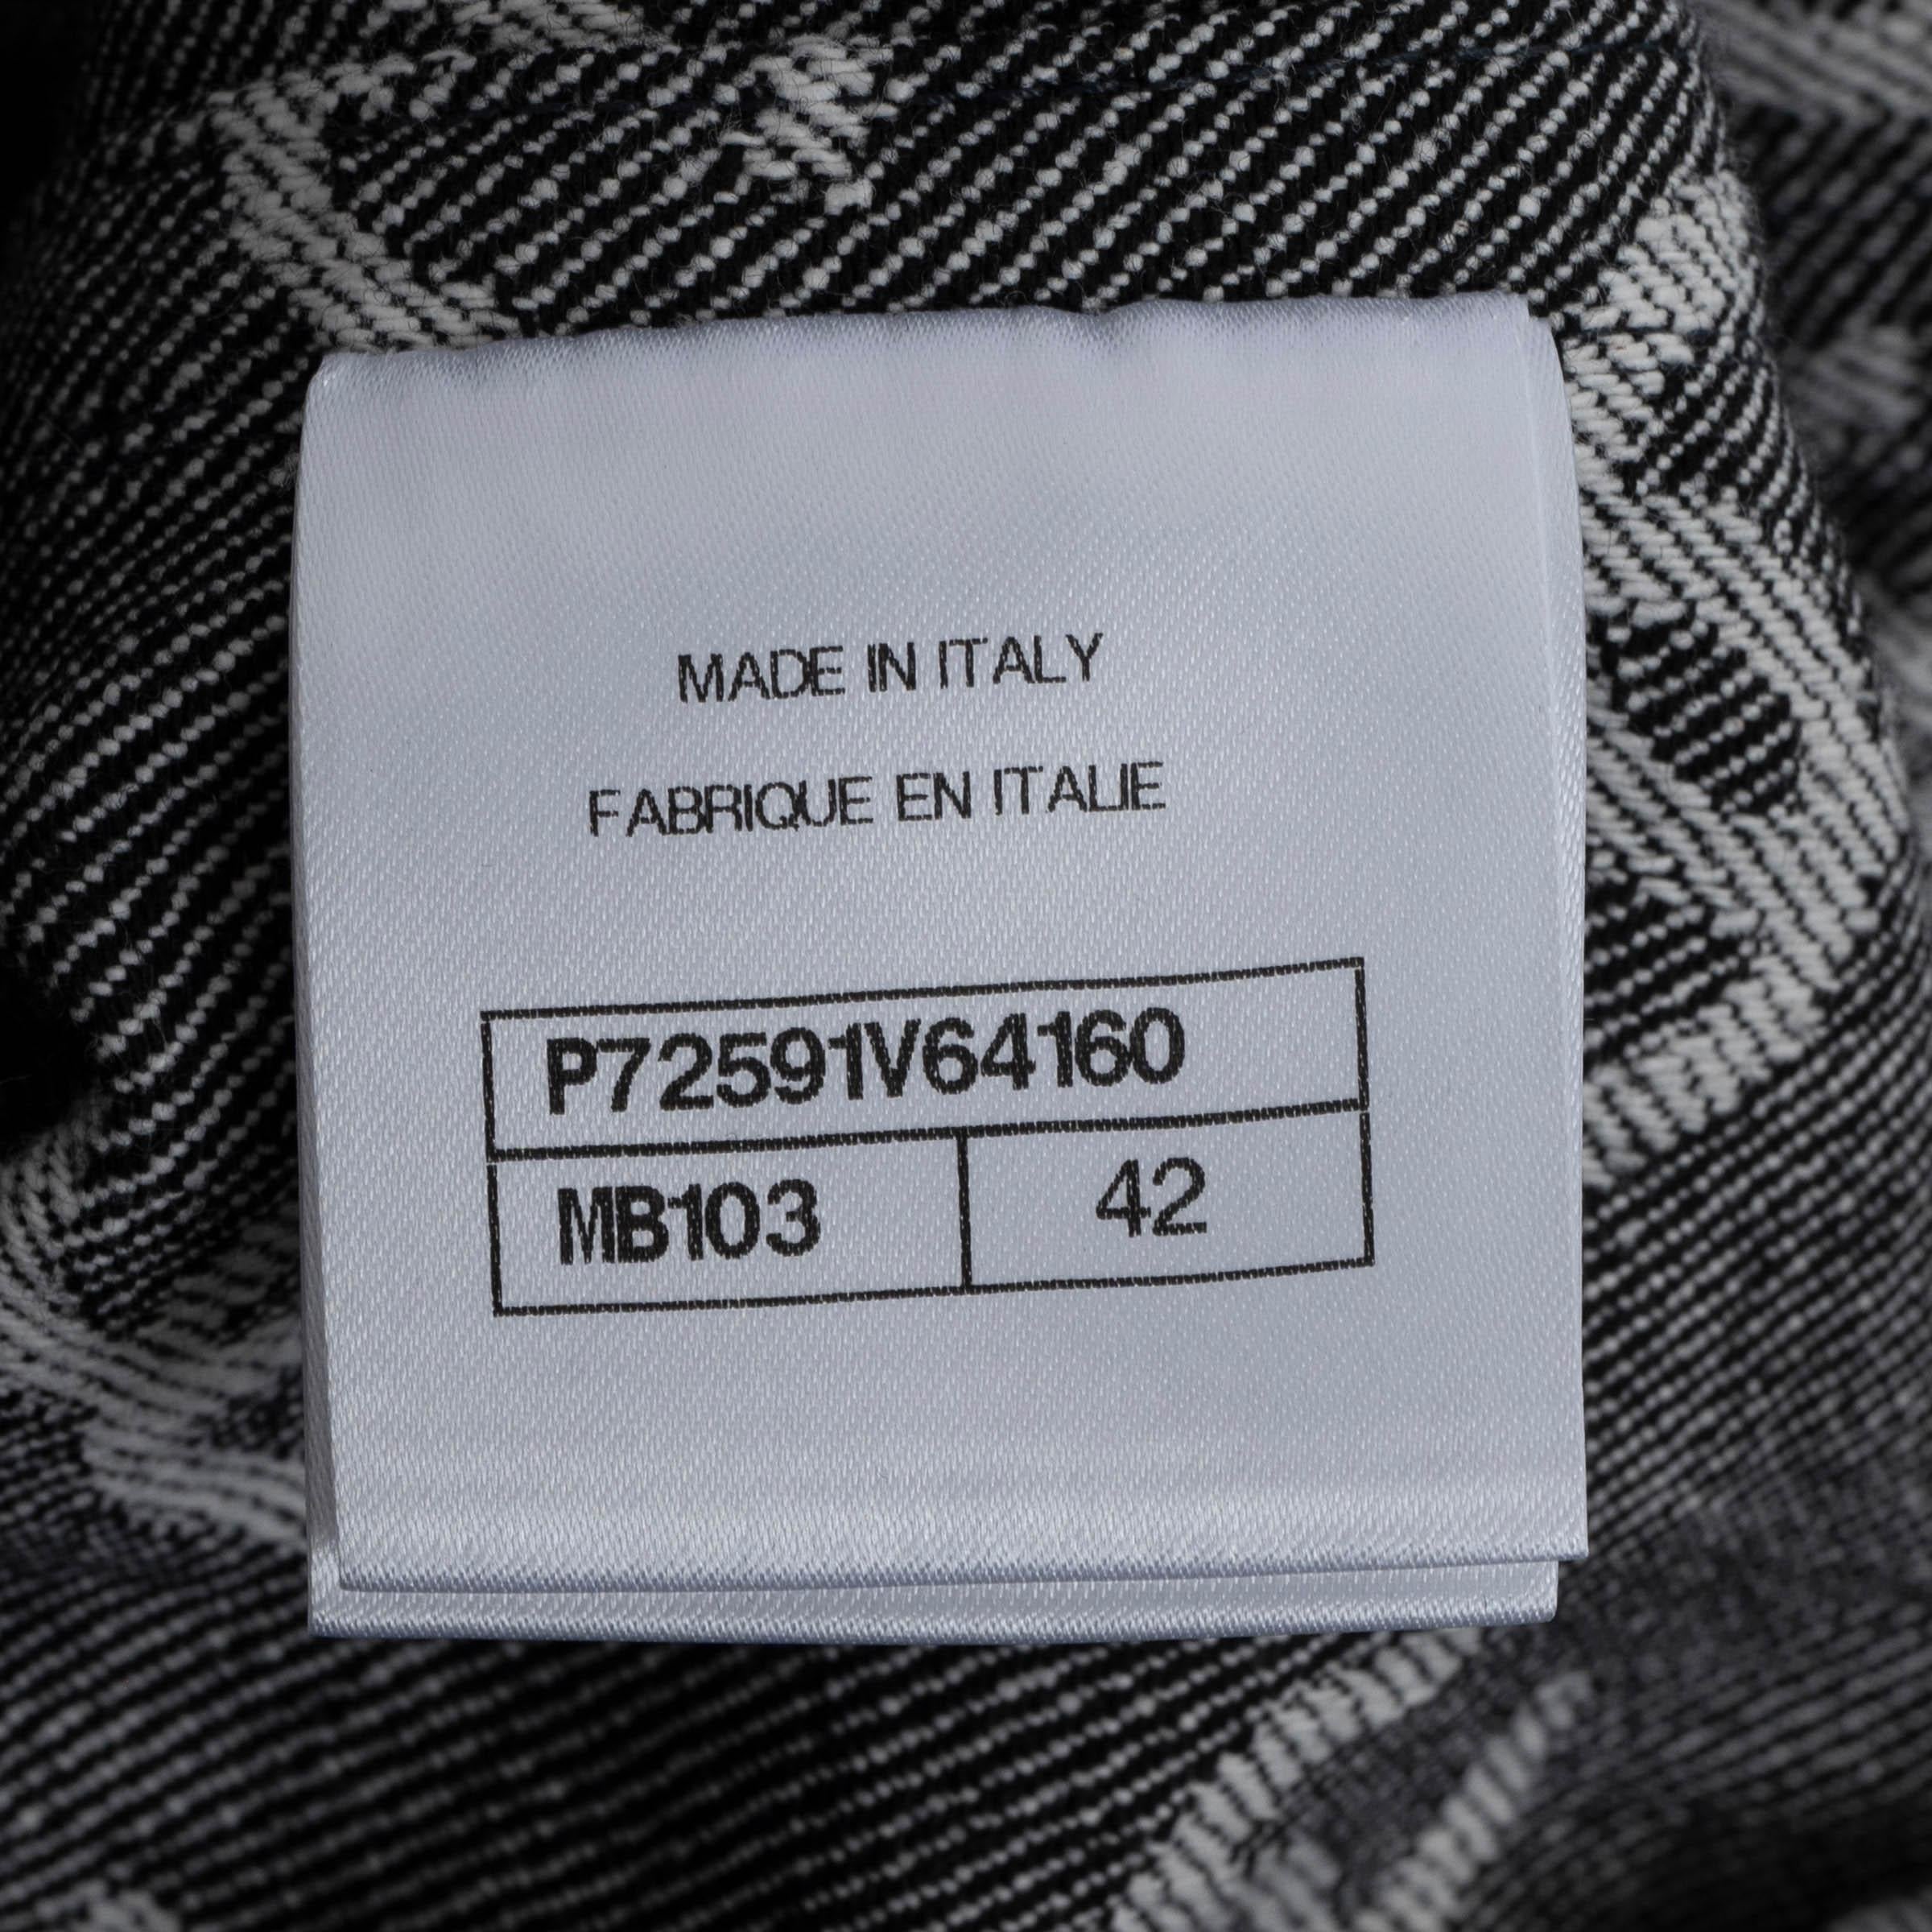 MADE IN ITALY
FABRIQUE EN ITALIE
P72591V64160
MB103 42